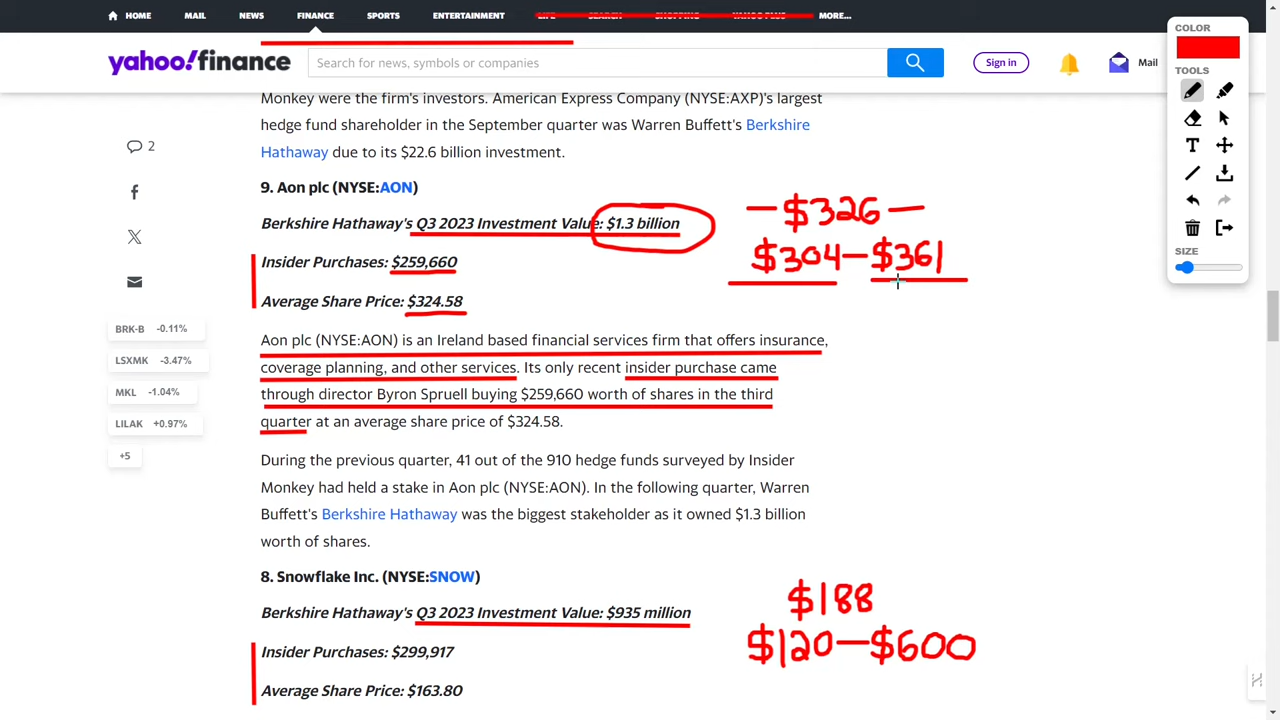 HOME MAIL NEWS FINANCE SPORTS ENTERTAINMENT LIFE SEARCH SHOPPING YAHOO PLUS MORE...
yahoo!finance
Search for news, symbols or companies
Sign in
Mail
COLOR
TOOLS
T
SIZE
Monkey were the firm's investors. American Express Company (NYSE:AXP)'s largest
hedge fund shareholder in the September quarter was Warren Buffett's Berkshire
Hathaway due to its $22.6 billion investment.
2
9. Aon plc (NYSE:AON)
Berkshire Hathaway's Q3 2023 Investment Value: $1.3 billion
Insider Purchases: $259,660
Average Share Price: $324.58
—$326—
$304—$361
BRK-B -0.11%
LSXMK -3.47%
MKL -1.04%
LILAK +0.97%
+5
Aon plc (NYSE:AON) is an Ireland based financial services firm that offers insurance,
coverage planning, and other services. Its only recent insider purchase came
through director Byron Spruell buying $259,660 worth of shares in the third
quarter at an average share price of $324.58.
During the previous quarter, 41 out of the 910 hedge funds surveyed by Insider
Monkey had held a stake in Aon plc (NYSE:AON). In the following quarter, Warren
Buffett's Berkshire Hathaway was the biggest stakeholder as it owned $1.3 billion
worth of shares.
8. Snowflake Inc. (NYSE:SNOW)
Berkshire Hathaway's Q3 2023 Investment Value: $935 million
Insider Purchases: $299,917
Average Share Price: $163.80
$188
$120—$600